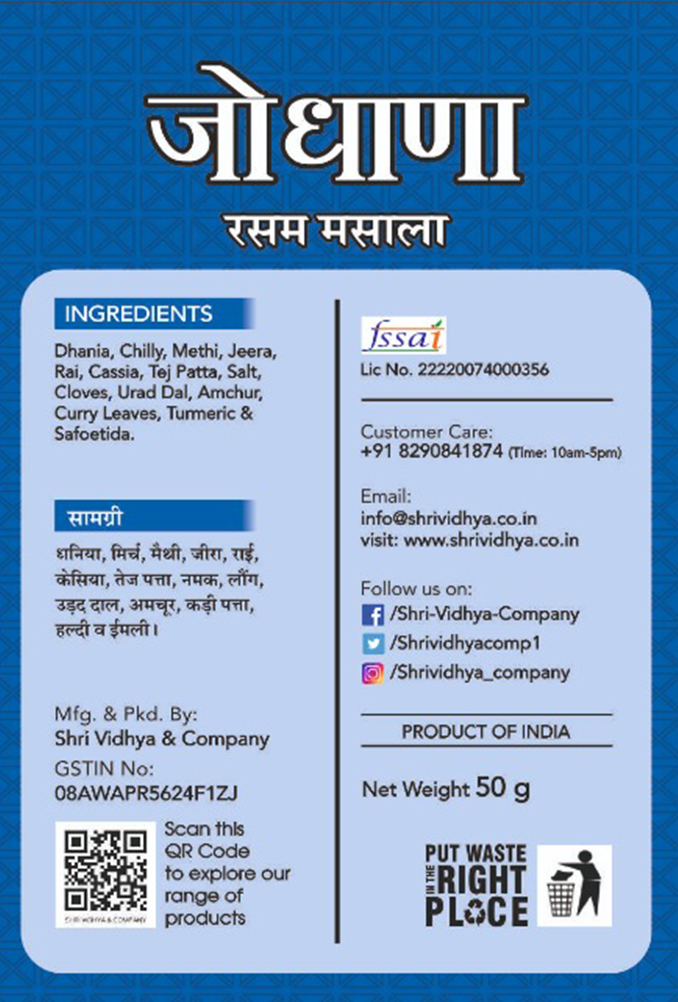 जोधाणा
रसम मसाला
INGREDIENTS
Dhania, Chilly, Methi, Jeera,
Rai, Cassia, Tej Patta, Salt,
Cloves, Urad Dal, Amchur,
Curry Leaves, Turmeric &
Safoetida.
सामग्री
धनिया, मिर्च, मैथी, जीरा, राई,
केसिया, तेज पत्ता, नमक, लौंग,
उड़द दाल, अमचूर, कड़ी पत्ता,
हल्दी व ईमली।
Mfg. & Pkd. By:
Shri Vidhya & Company
GSTIN No:
08AWAPR5624F1ZJ
SHRI VIDHYA & COMPANY
Scan this
QR Code
to explore our
range of
products
fssai
Lic No. 22220074000356
Customer Care:
+91 8290841874 (Time: 10am-5pm)
Email:
info@shrividhya.co.in
visit: www.shrividhya.co.in
Follow us on:
/Shri-Vidhya-Company
/Shrividhyacomp1
/Shrividhya_company
PRODUCT OF INDIA
Net Weight 50 g
PUT WASTE
IN THE RIGHT
PLACE